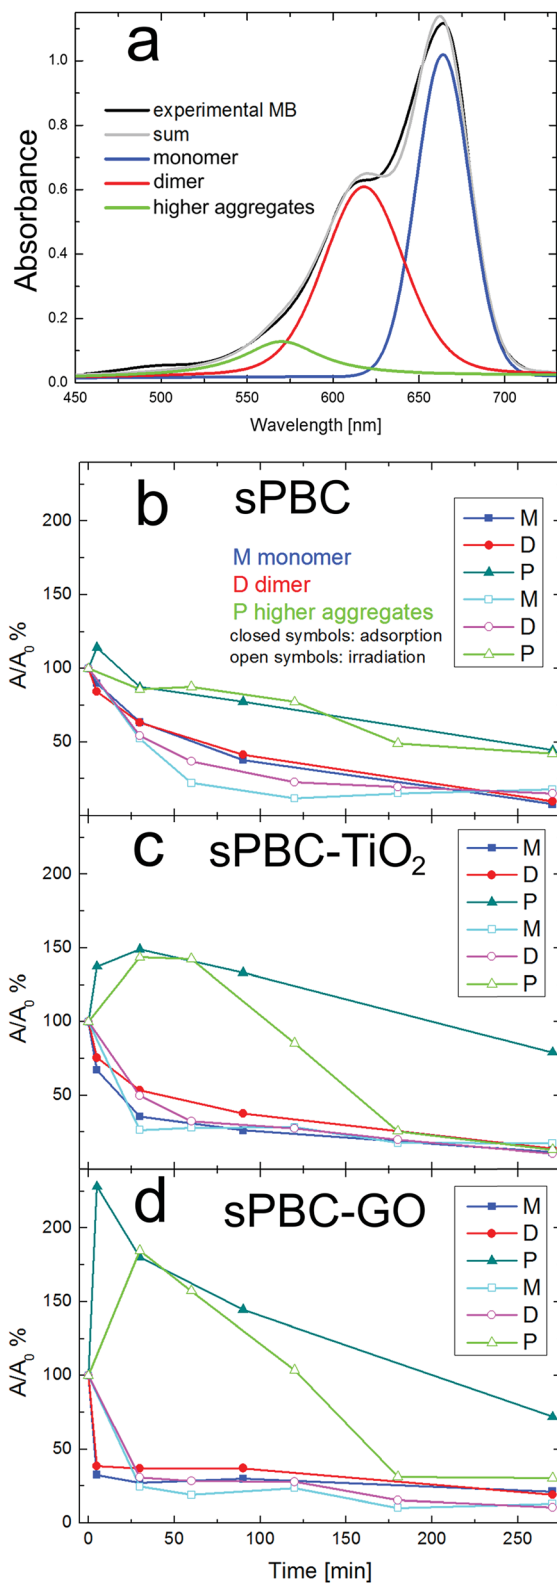 a
experimental MB
sum
monomer
dimer
higher aggregates
Absorbance
1.0
0.8
0.6
0.4
0.2
0.0
450 500 550 600 650 700
Wavelength [nm]
b
sPBC
M monomer
D dimer
P higher aggregates
closed symbols: adsorption
open symbols: irradiation
M
D
P
M
D
P
A/A₀ %
200
150
100
50
c
sPBC-TiO₂
M
D
P
M
D
P
A/A₀ %
200
150
100
50
d
sPBC-GO
M
D
P
M
D
P
A/A₀ %
200
150
100
50
0
0 50 100 150 200 250
Time [min]